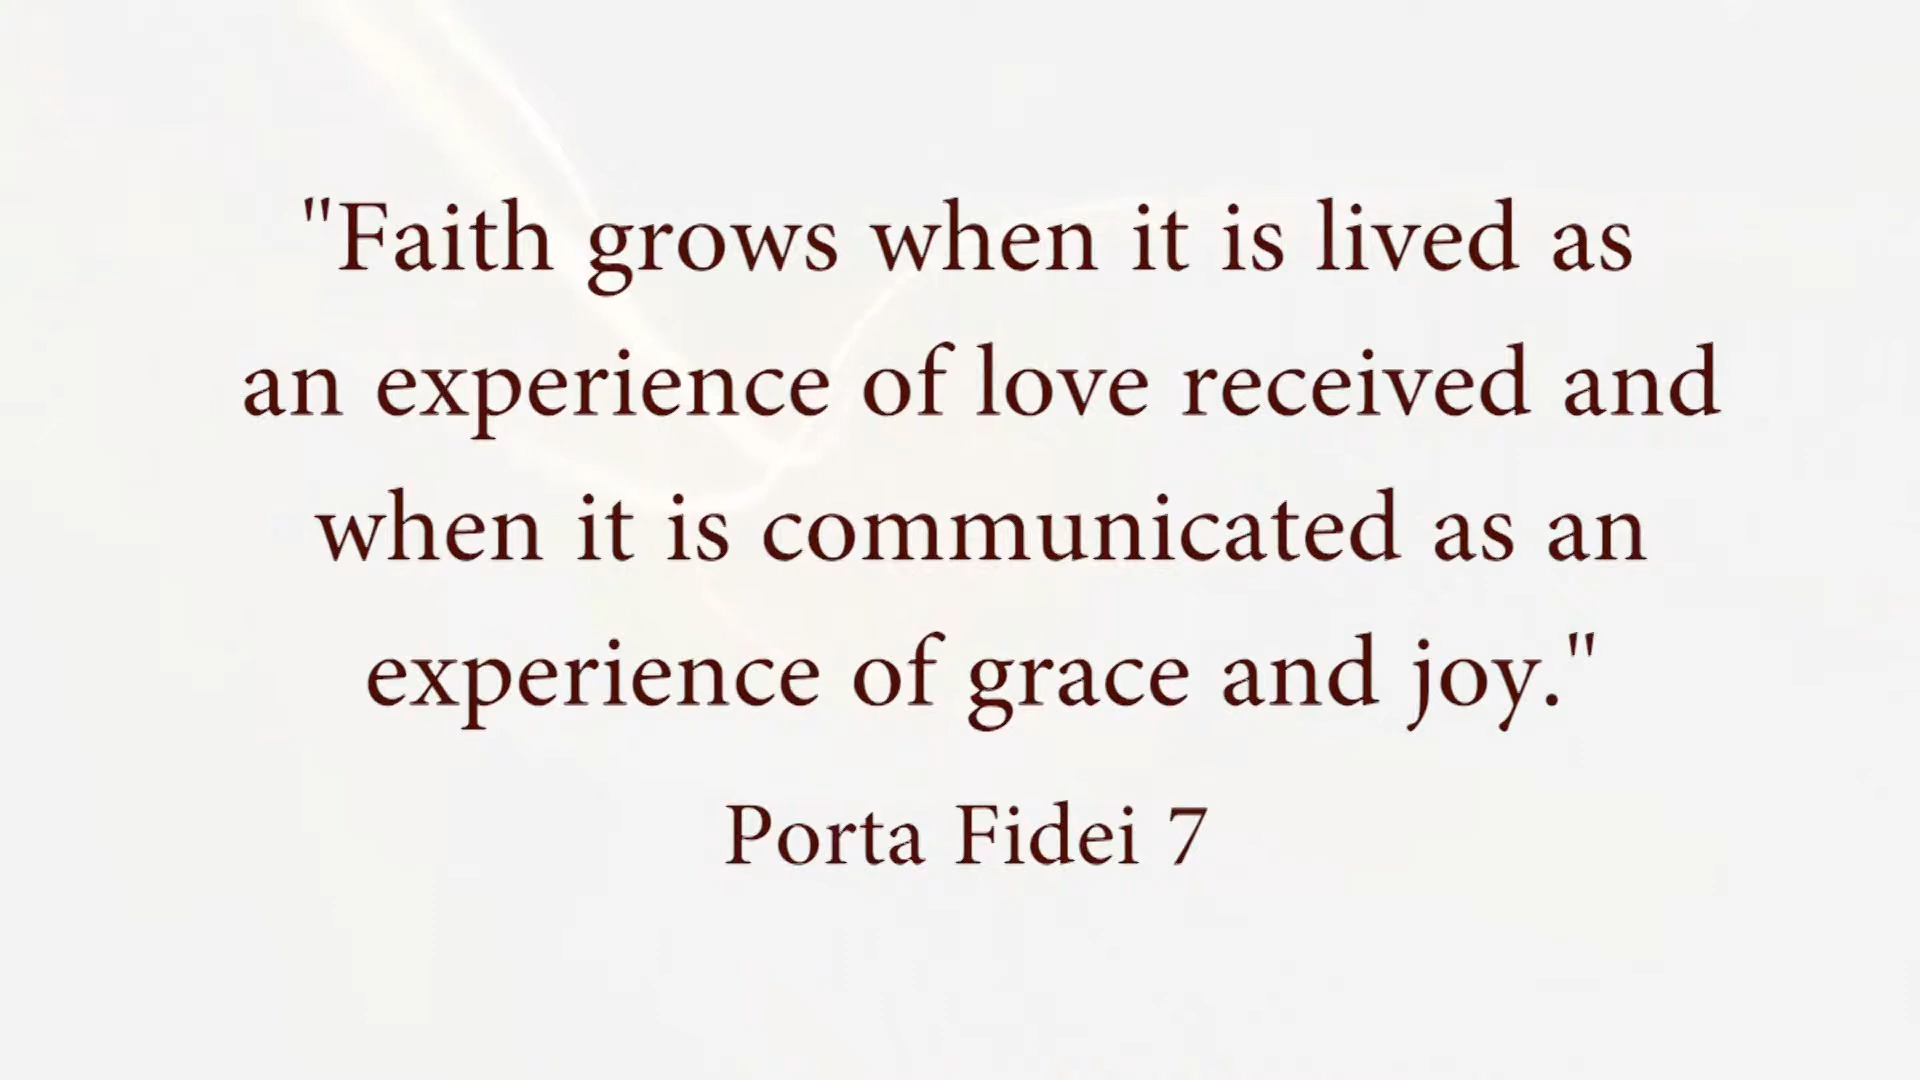 "Faith grows when it is lived as
an experience of love received and
when it is communicated as an
experience of grace and joy."
Porta Fidei 7